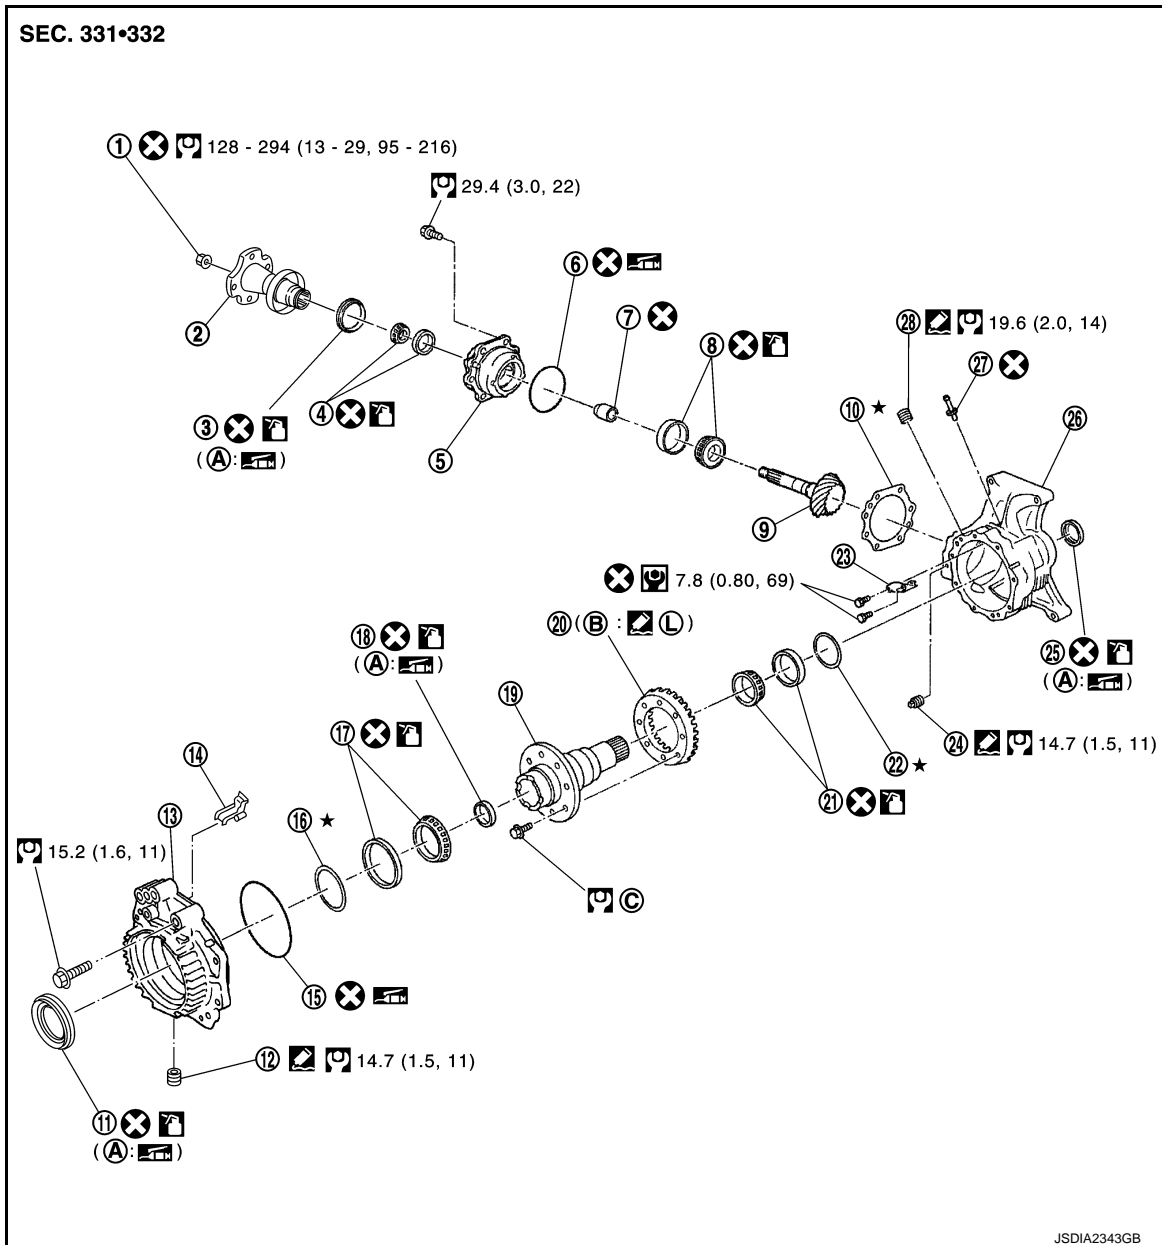 SEC. 331•332
1 128 - 294 (13 - 29, 95 - 216)
29.4 (3.0, 22)
2
3
(A: )
4
5
6
7
8
9
10 ★
28 19.6 (2.0, 14)
27
26
23
7.8 (0.80, 69)
25
(A: )
24 14.7 (1.5, 11)
22 ★
21
20 (B : L)
19
18
(A: )
17
16 ★
C
14
13
15.2 (1.6, 11)
15
12 14.7 (1.5, 11)
11
(A: )
JSDIA2343GB